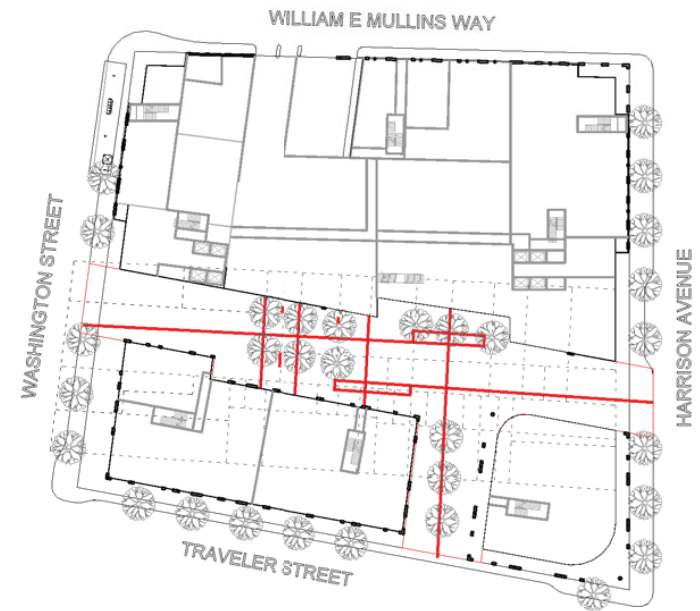 WILLIAM E MULLINS WAY
WASHINGTON STREET
HARRISON AVENUE
TRAVELER STREET